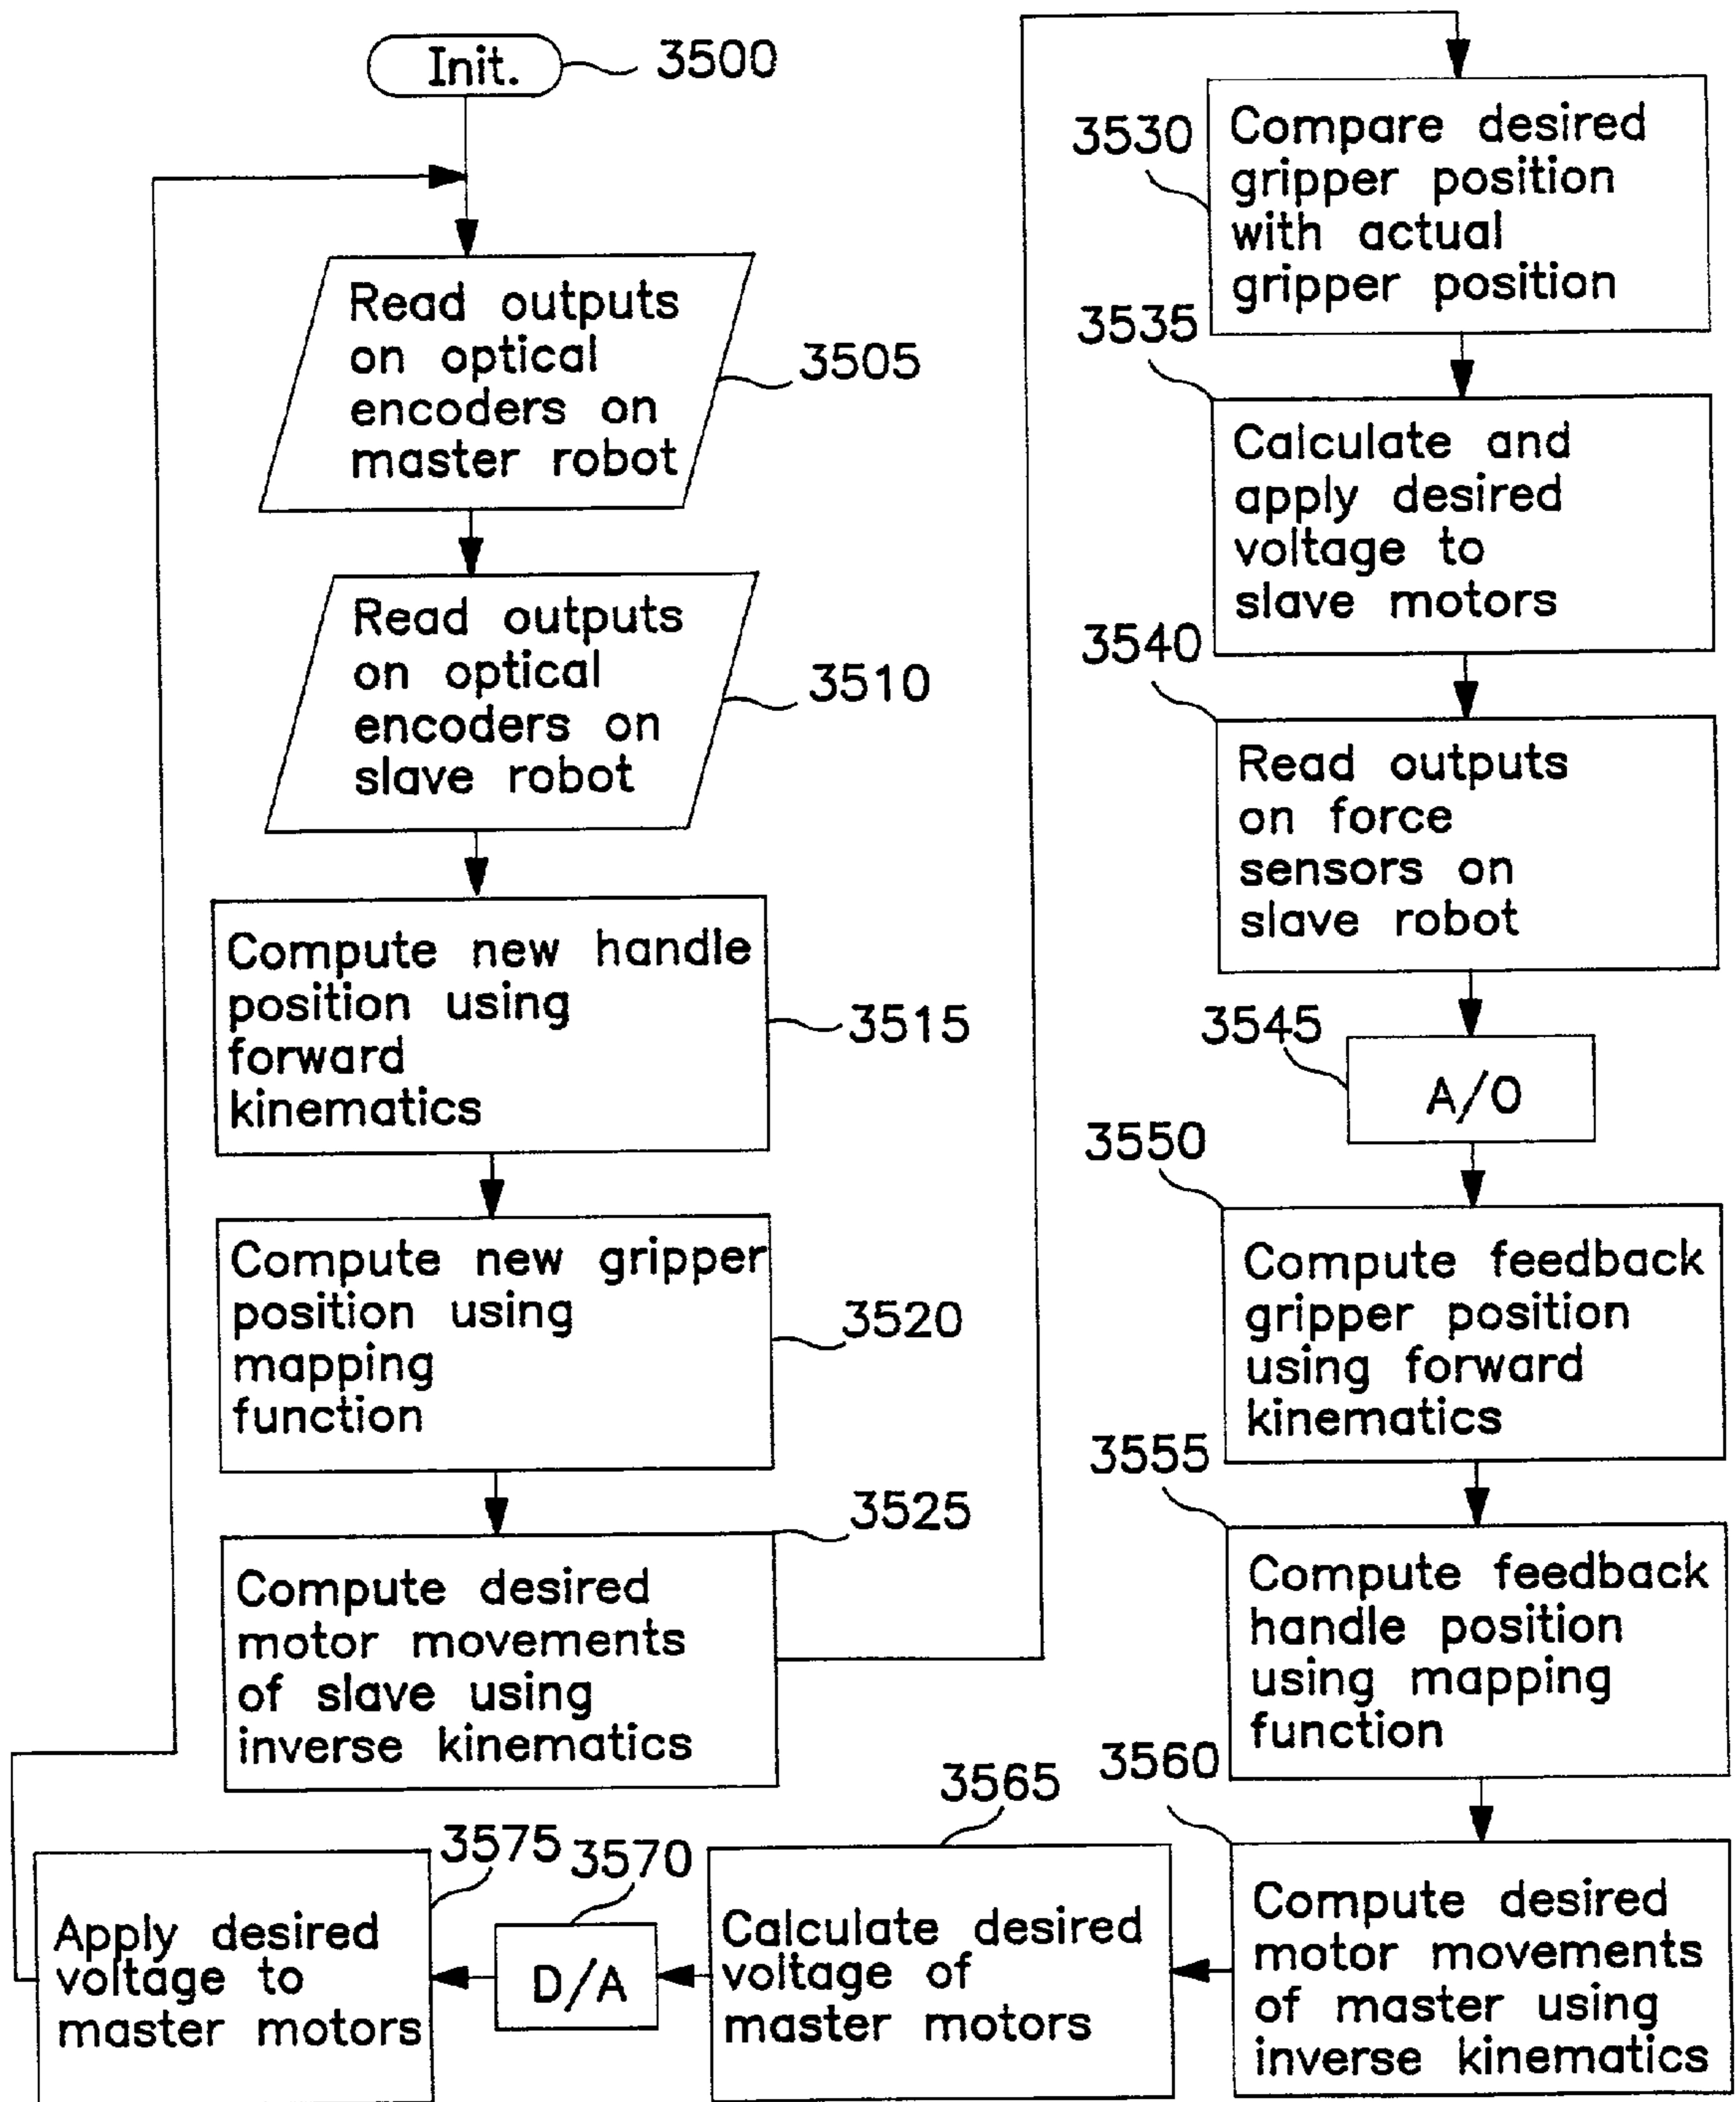 Init.
3500
Read outputs
on optical
encoders on
master robot
3505
Read outputs
on optical
encoders on
slave robot
3510
Compute new handle
position using
forward
kinematics
3515
Compute new gripper
position using
mapping
function
3520
3525
Compute desired
motor movements
of slave using
inverse kinematics
3530
Compare desired
gripper position
with actual
gripper position
3535
Calculate and
apply desired
voltage to
slave motors
3540
Read outputs
on force
sensors on
slave robot
3545
A/O
3550
Compute feedback
gripper position
using forward
kinematics
3555
Compute feedback
handle position
using mapping
function
3560
Compute desired
motor movements
of master using
inverse kinematics
3565
Calculate desired
voltage of
master motors
3570
D/A
3575
Apply desired
voltage to
master motors